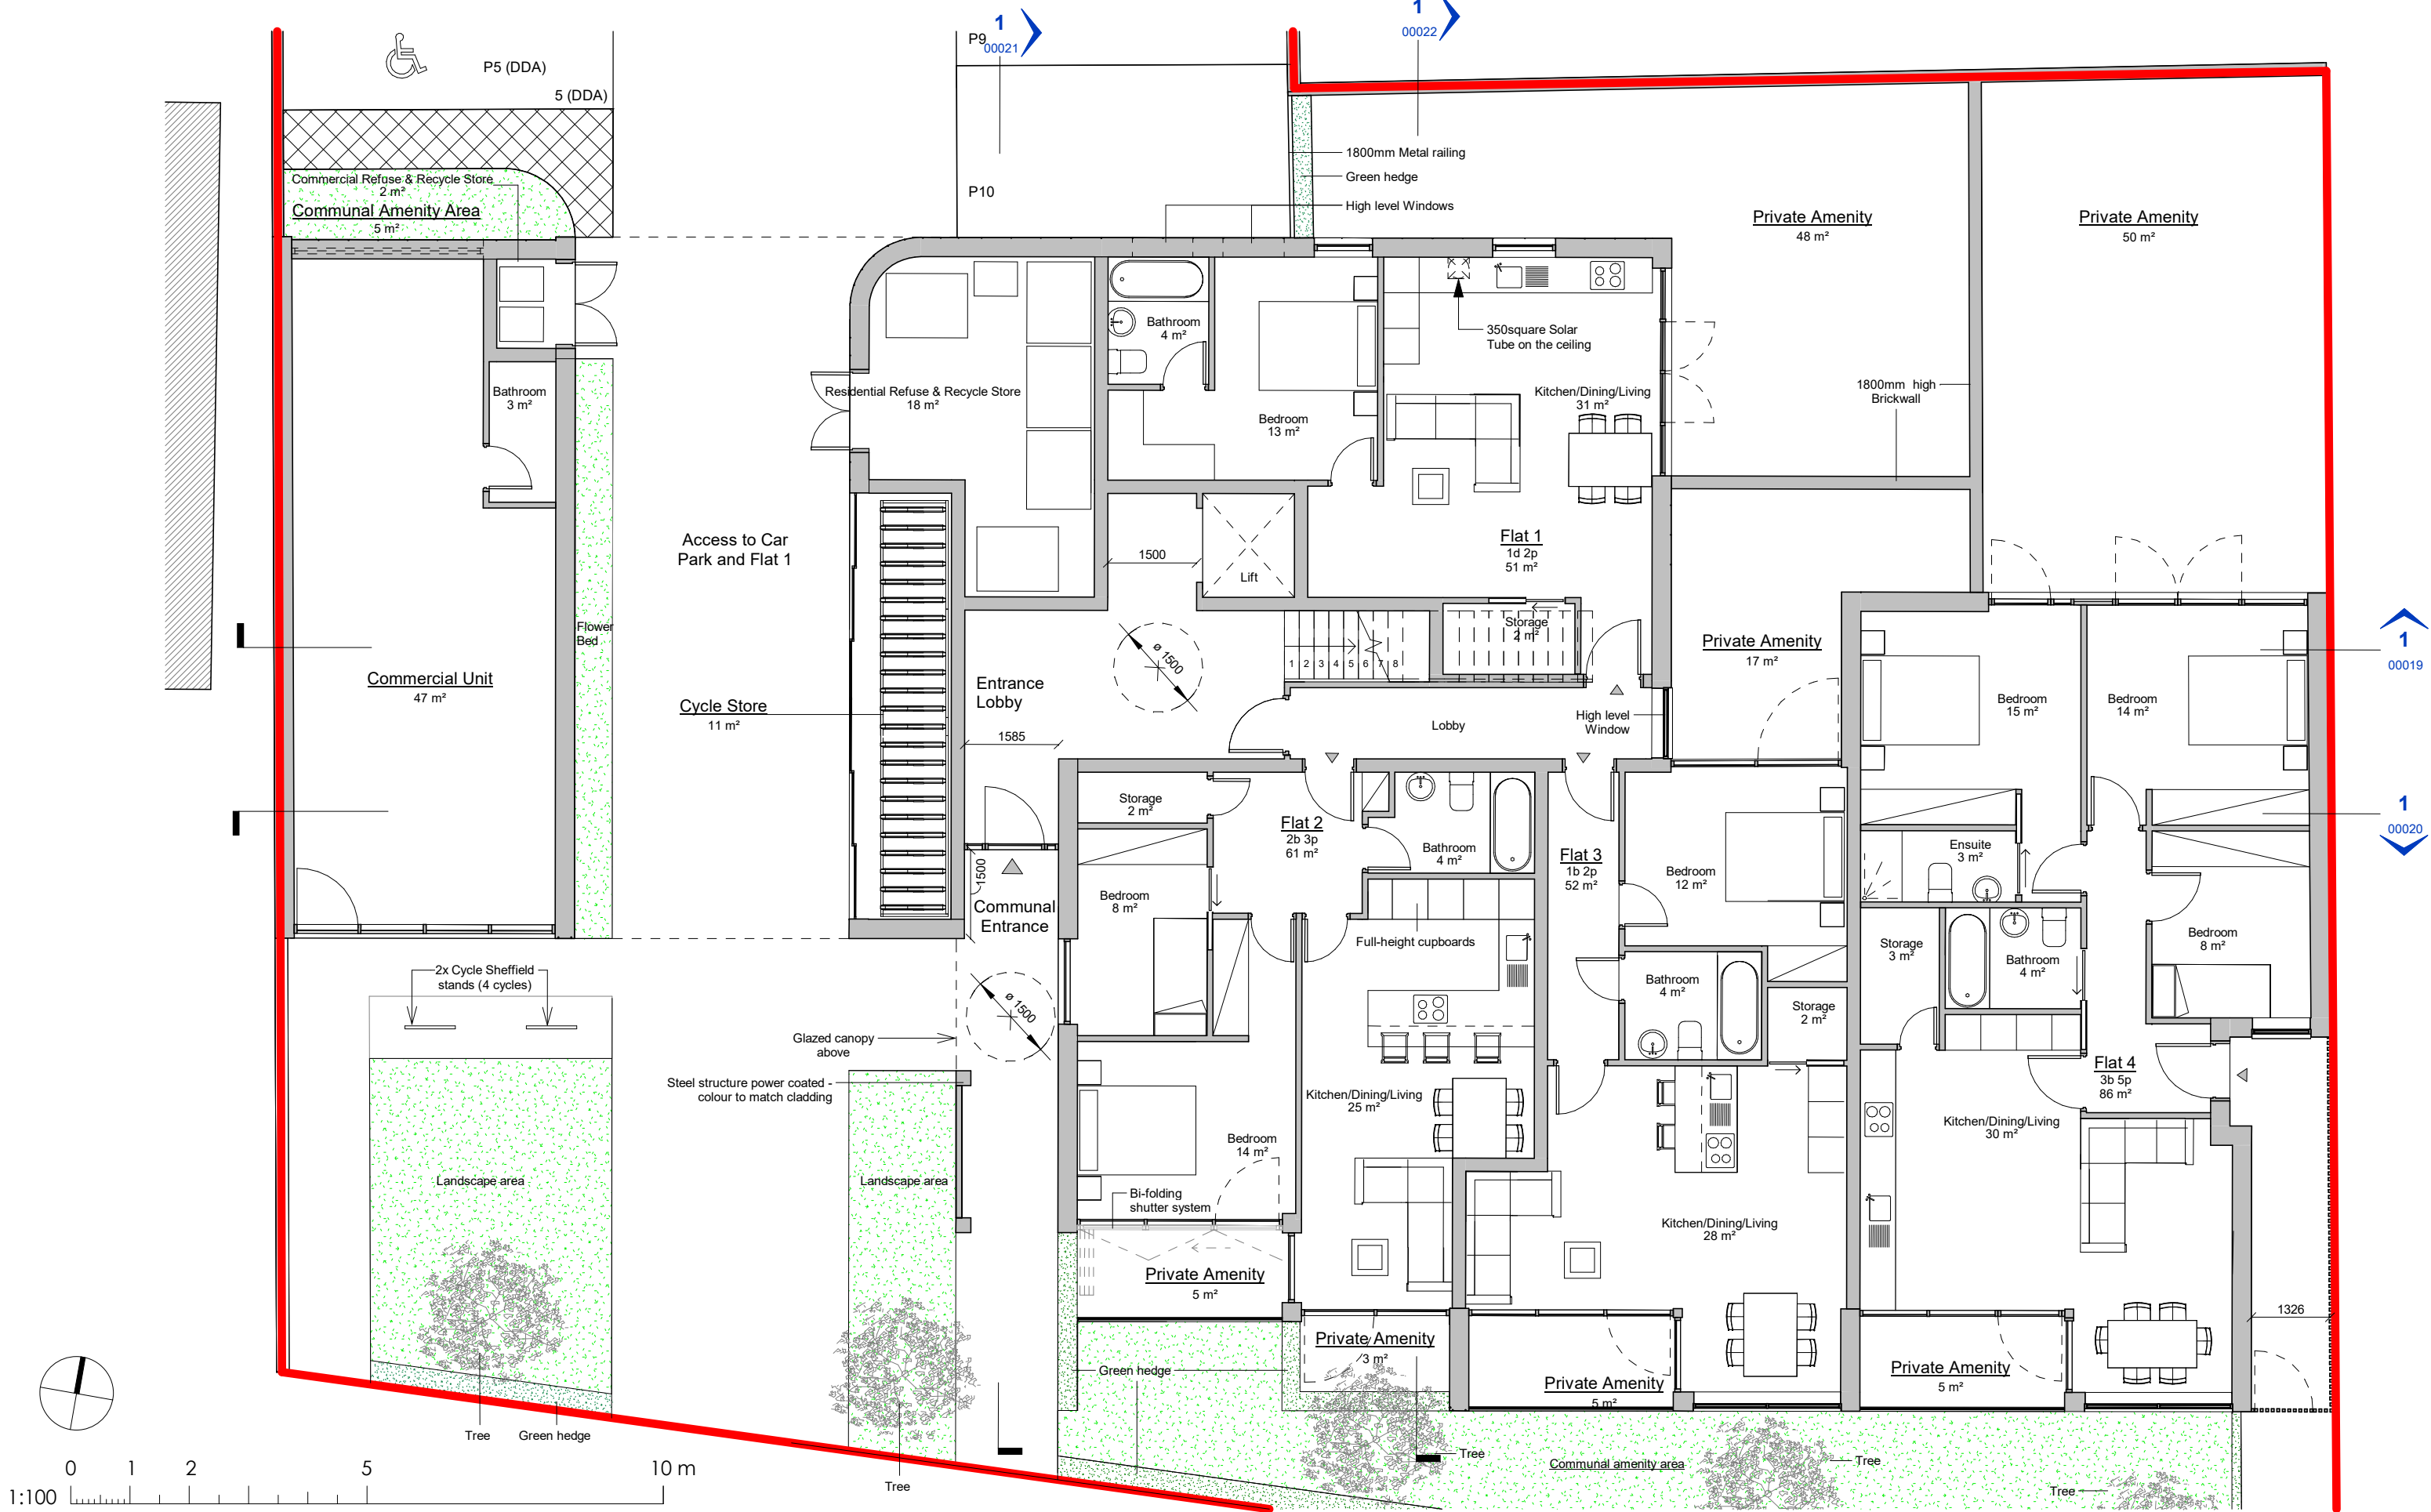 1
00021
1
00022
P9
P5 (DDA)
5 (DDA)
P10
1800mm Metal railing
Green hedge
High level Windows
Commercial Refuse & Recycle Store
2 m²
Communal Amenity Area
5 m²
Private Amenity
48 m²
Private Amenity
50 m²
Bathroom
4 m²
350square Solar
Tube on the ceiling
Bathroom
3 m²
Residential Refuse & Recycle Store
18 m²
Bedroom
13 m²
Kitchen/Dining/Living
31 m²
1800mm high
Brickwall
Access to Car
Park and Flat 1
1500
Lift
Flat 1
1d 2p
51 m²
Flower
Bed
Storage
2 m²
1 2 3 4 5 6 7 8
ø 1500
Private Amenity
17 m²
1
00019
Commercial Unit
47 m²
Cycle Store
11 m²
Entrance
Lobby
1585
Lobby
High level
Window
Bedroom
15 m²
Bedroom
14 m²
1
00020
Storage
2 m²
Flat 2
2b 3p
61 m²
Bathroom
4 m²
Flat 3
1b 2p
52 m²
Bedroom
12 m²
Ensuite
3 m²
1500
Communal
Entrance
Bedroom
8 m²
Full-height cupboards
Storage
3 m²
Bathroom
4 m²
Bedroom
8 m²
2x Cycle Sheffield
stands (4 cycles)
ø 1500
Bathroom
4 m²
Storage
2 m²
Glazed canopy
above
Steel structure power coated -
colour to match cladding
Flat 4
3b 5p
86 m²
Kitchen/Dining/Living
25 m²
Kitchen/Dining/Living
30 m²
Bedroom
14 m²
Landscape area
Landscape area
Bi-folding
shutter system
Kitchen/Dining/Living
28 m²
Private Amenity
5 m²
1326
Private Amenity
3 m²
Green hedge
Private Amenity
5 m²
Private Amenity
5 m²
Tree
Green hedge
Tree
Tree
Communal amenity area
Tree
Tree
0 1 2 5 10 m
1:100